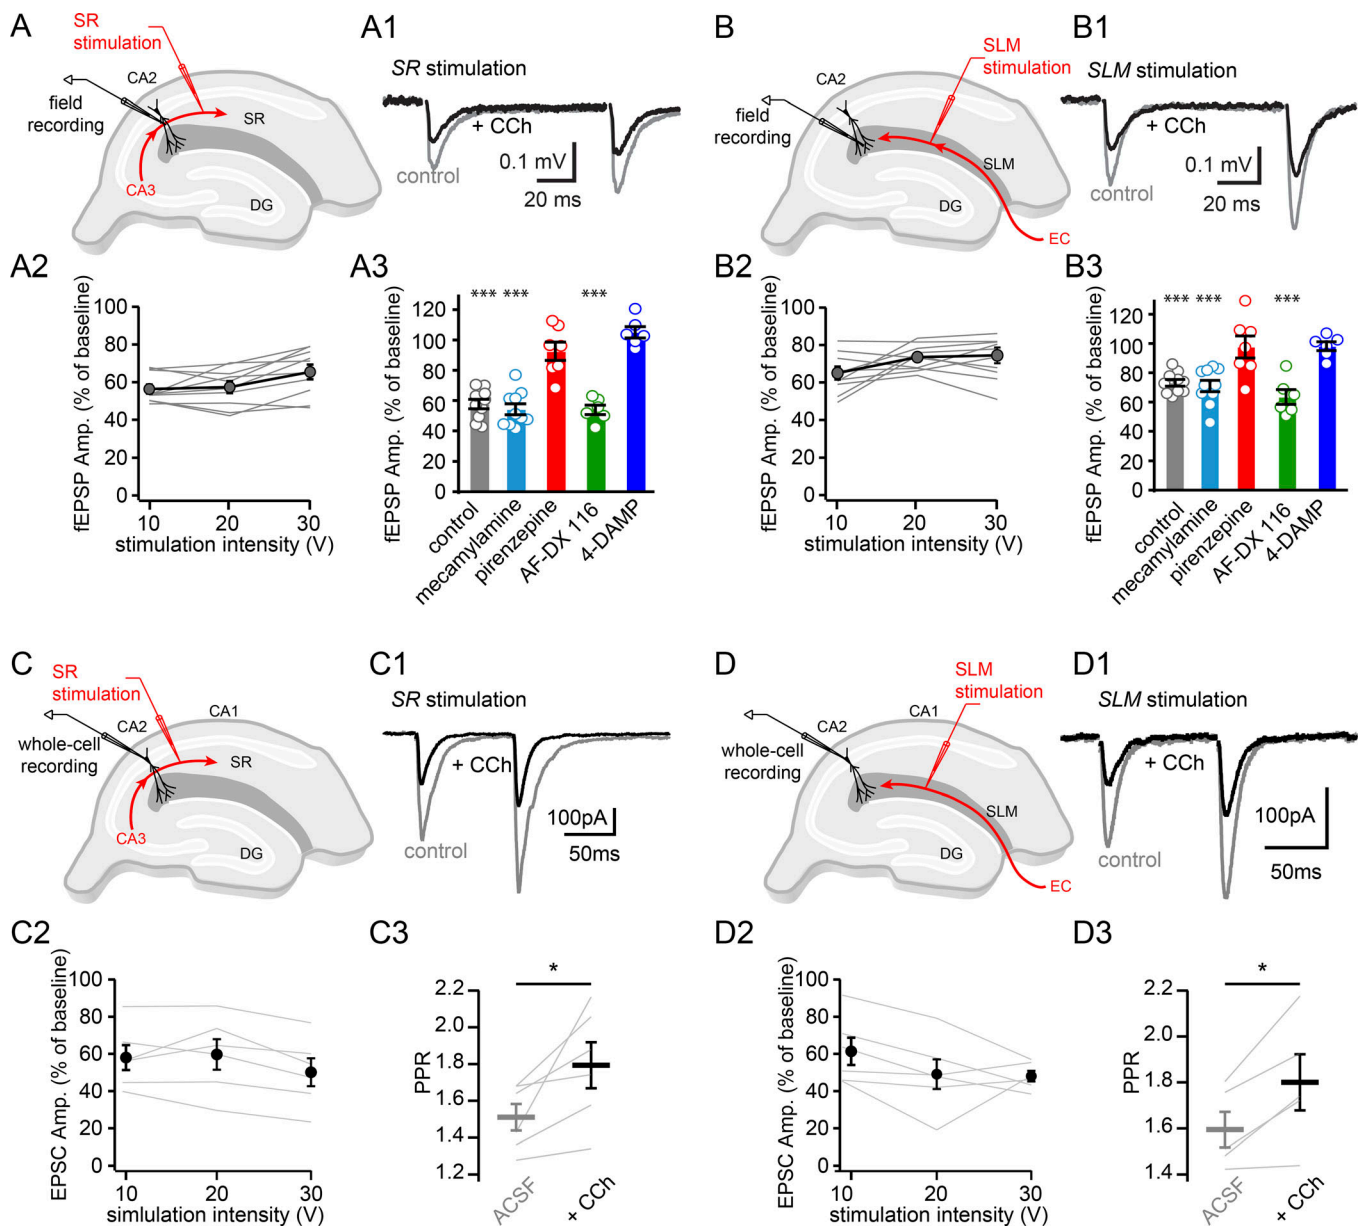 A
SR
stimulation
CA2
field
recording
SR
CA3
DG
A1
SR stimulation
+ CCh
control
0.1 mV
20 ms
B
SLM
stimulation
CA2
field
recording
SLM
DG
EC
B1
SLM stimulation
+ CCh
control
0.1 mV
20 ms
A2
fEPSP Amp. (% of baseline)
100
80
60
40
20
0
10
20
30
stimulation intensity (V)
A3
fEPSP Amp. (% of baseline)
120
100
80
60
40
20
0
*** *** ***
control
mecamylamine
pirenzepine
AF-DX 116
4-DAMP
B2
fEPSP Amp. (% of baseline)
100
80
60
40
20
0
10
20
30
stimulation intensity (V)
B3
fEPSP Amp. (% of baseline)
120
100
80
60
40
20
0
*** *** ***
control
mecamylamine
pirenzepine
AF-DX 116
4-DAMP
C
SR
stimulation
CA1
CA2
whole-cell
recording
SR
CA3
DG
C1
SR stimulation
+ CCh
control
100pA
50ms
D
SLM
stimulation
CA1
CA2
whole-cell
recording
SLM
DG
EC
D1
SLM stimulation
+ CCh
control
100pA
50ms
C2
EPSC Amp. (% of baseline)
100
80
60
40
20
0
10
20
30
simlulation intensity (V)
C3
PPR
2.2
2.0
1.8
1.6
1.4
1.2
*
ACSF
+ CCh
D2
EPSC Amp. (% of baseline)
100
80
60
40
20
0
10
20
30
stimulation intensity (V)
D3
PPR
2.2
2.0
1.8
1.6
1.4
*
ACSF
+ CCh